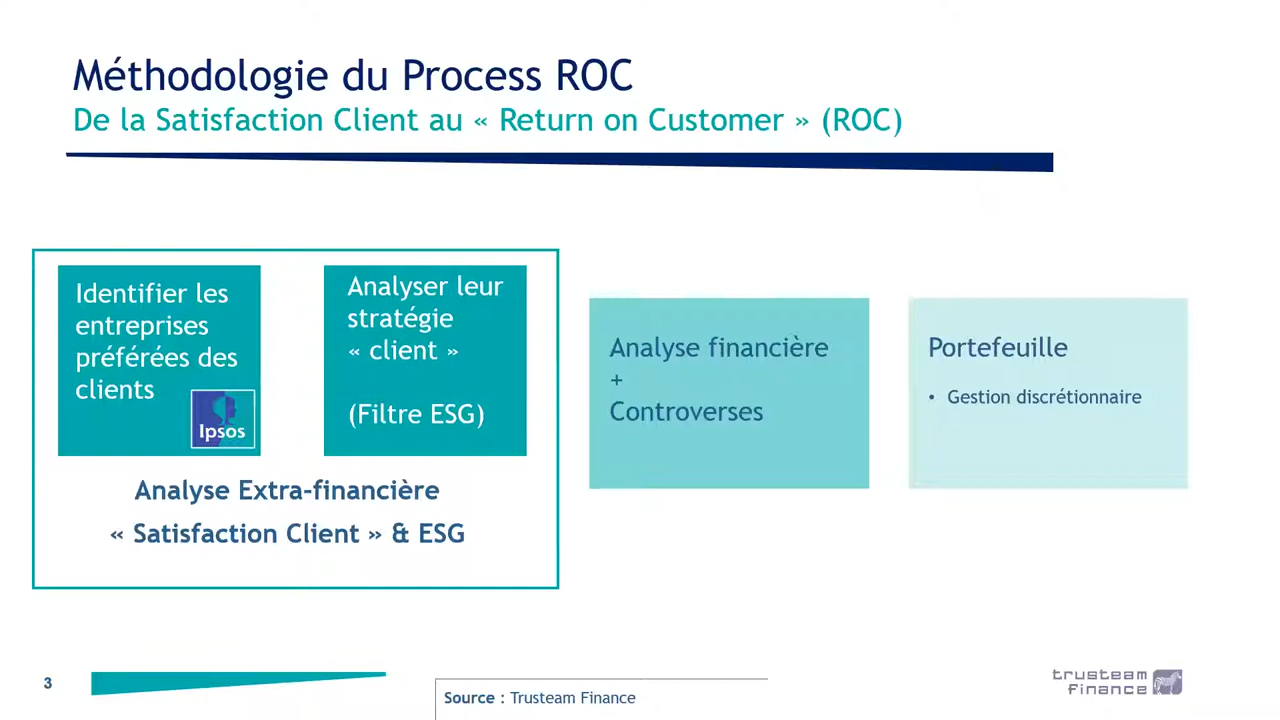 Méthodologie du Process ROC
De la Satisfaction Client au « Return on Customer » (ROC)
Identifier les
entreprises
préférées des
clients
Ipsos
Analyser leur
stratégie
« client »
(Filtre ESG)
Analyse Extra-financière
« Satisfaction Client » & ESG
Analyse financière
+
Controverses
Portefeuille
• Gestion discrétionnaire
3
Source : Trusteam Finance
trusteam
finance